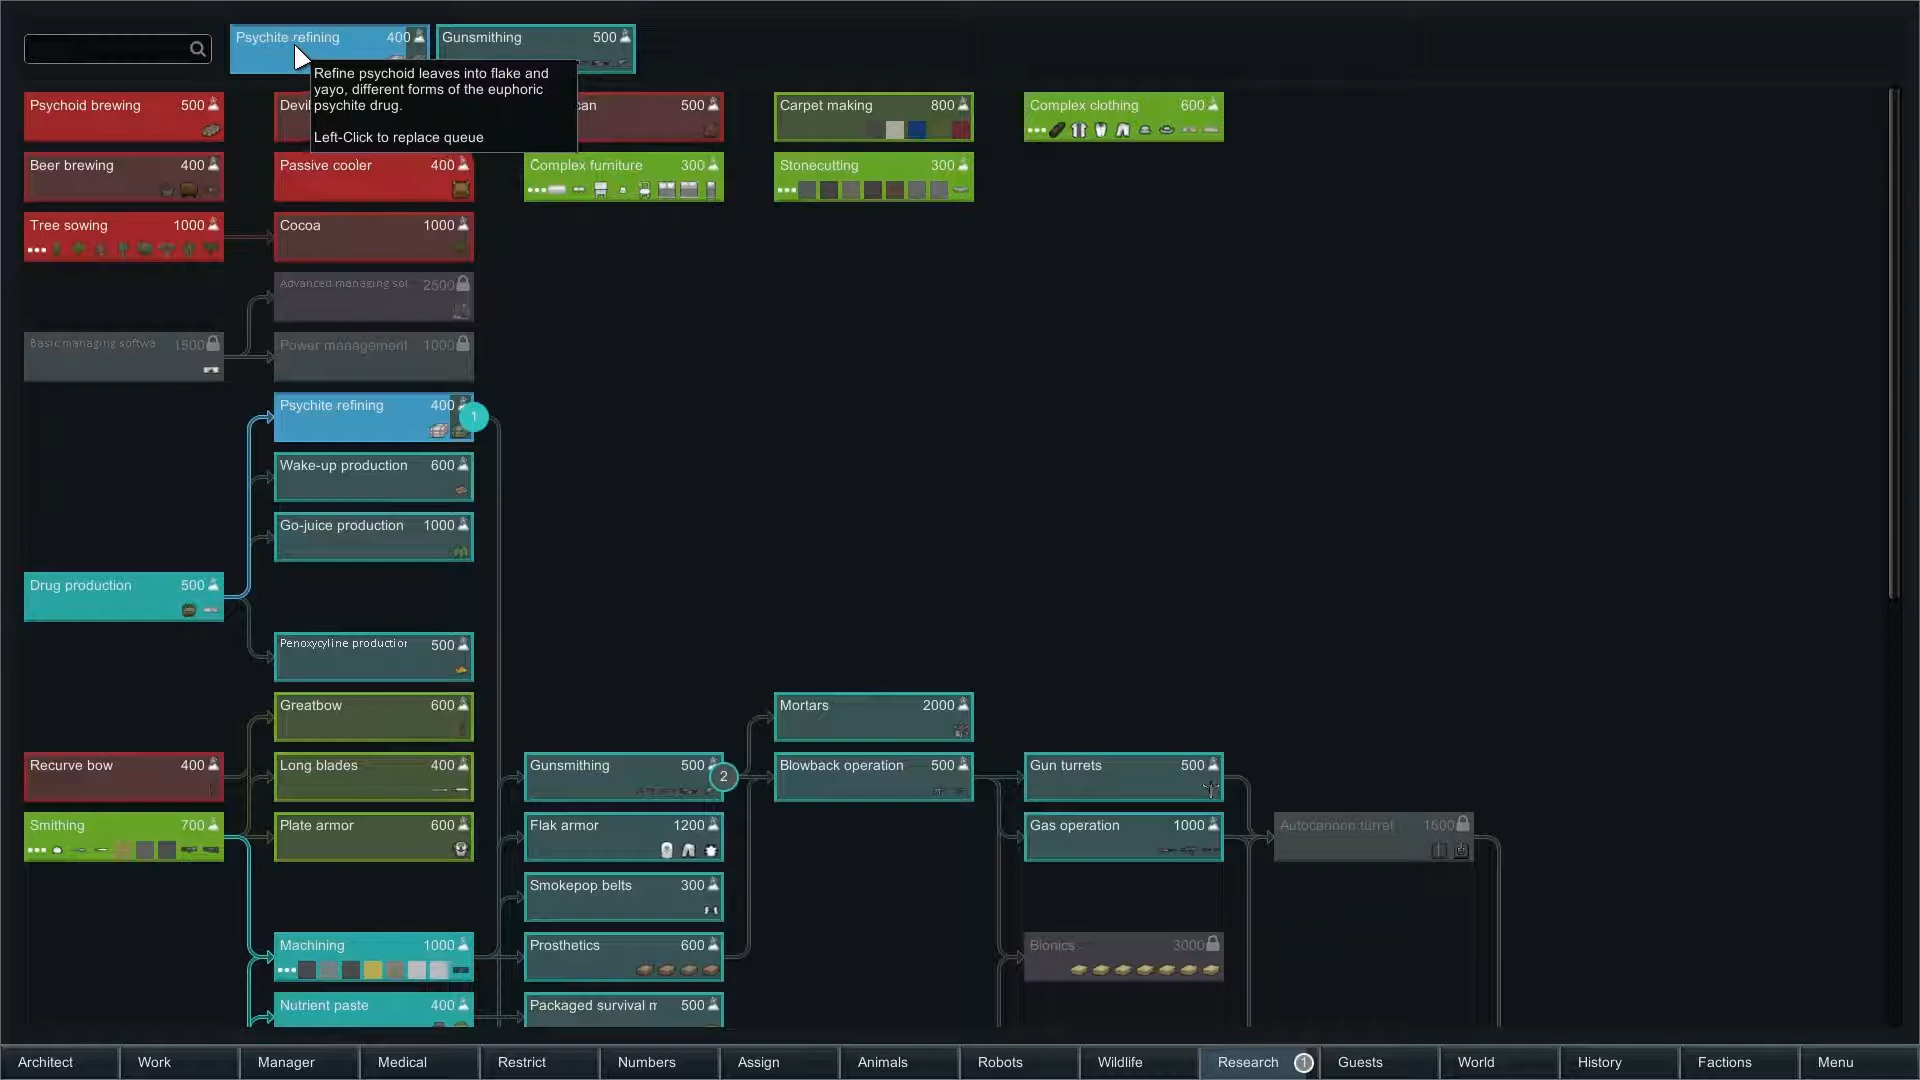 Psychite refining 400
Gunsmithing 500
Refine psychoid leaves into flake and
yayo, different forms of the euphoric
psychite drug.
Left-Click to replace queue
Psychoid brewing 500
Devil
can 500
Carpet making 800
Complex clothing 600
Beer brewing 400
Passive cooler 400
Complex furniture 300
Stonecutting 300
Tree sowing 1000
Cocoa 1000
Advanced managing sof 2500
Basic managing softwa 1500
Power management 1000
Psychite refining 400
1
Wake-up production 600
Go-juice production 1000
Drug production 500
Penoxycyline production 500
Greatbow 600
Mortars 2000
Recurve bow 400
Long blades 400
Gunsmithing 500
2
Blowback operation 500
Gun turrets 500
Smithing 700
Plate armor 600
Flak armor 1200
Gas operation 1000
Autocannon turret 1600
Smokepop belts 300
Machining 1000
Prosthetics 600
Bionics 3000
Nutrient paste 400
Packaged survival m 500
Architect
Work
Manager
Medical
Restrict
Numbers
Assign
Animals
Robots
Wildlife
Research 1
Guests
World
History
Factions
Menu